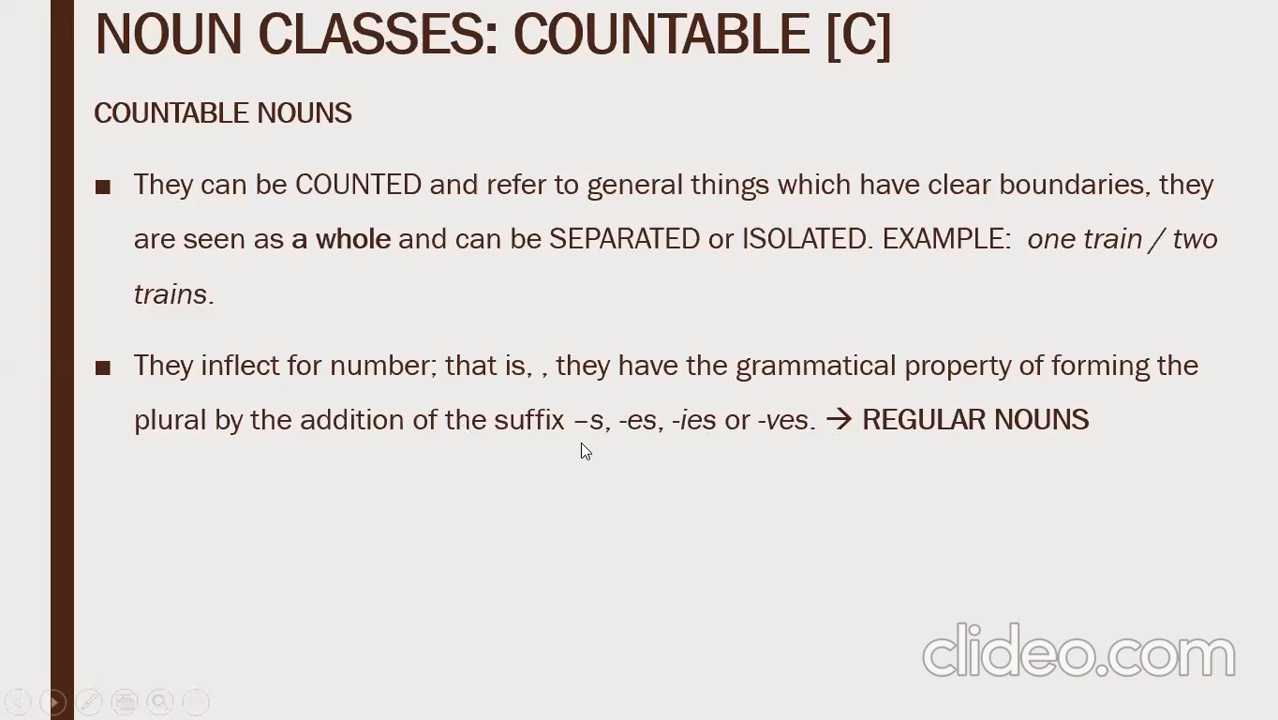 NOUN CLASSES: COUNTABLE [C]
COUNTABLE NOUNS
■ They can be COUNTED and refer to general things which have clear boundaries, they
are seen as a whole and can be SEPARATED or ISOLATED. EXAMPLE: one train / two
trains.
■ They inflect for number; that is, , they have the grammatical property of forming the
plural by the addition of the suffix –s, -es, -ies or -ves. → REGULAR NOUNS
clideo.com